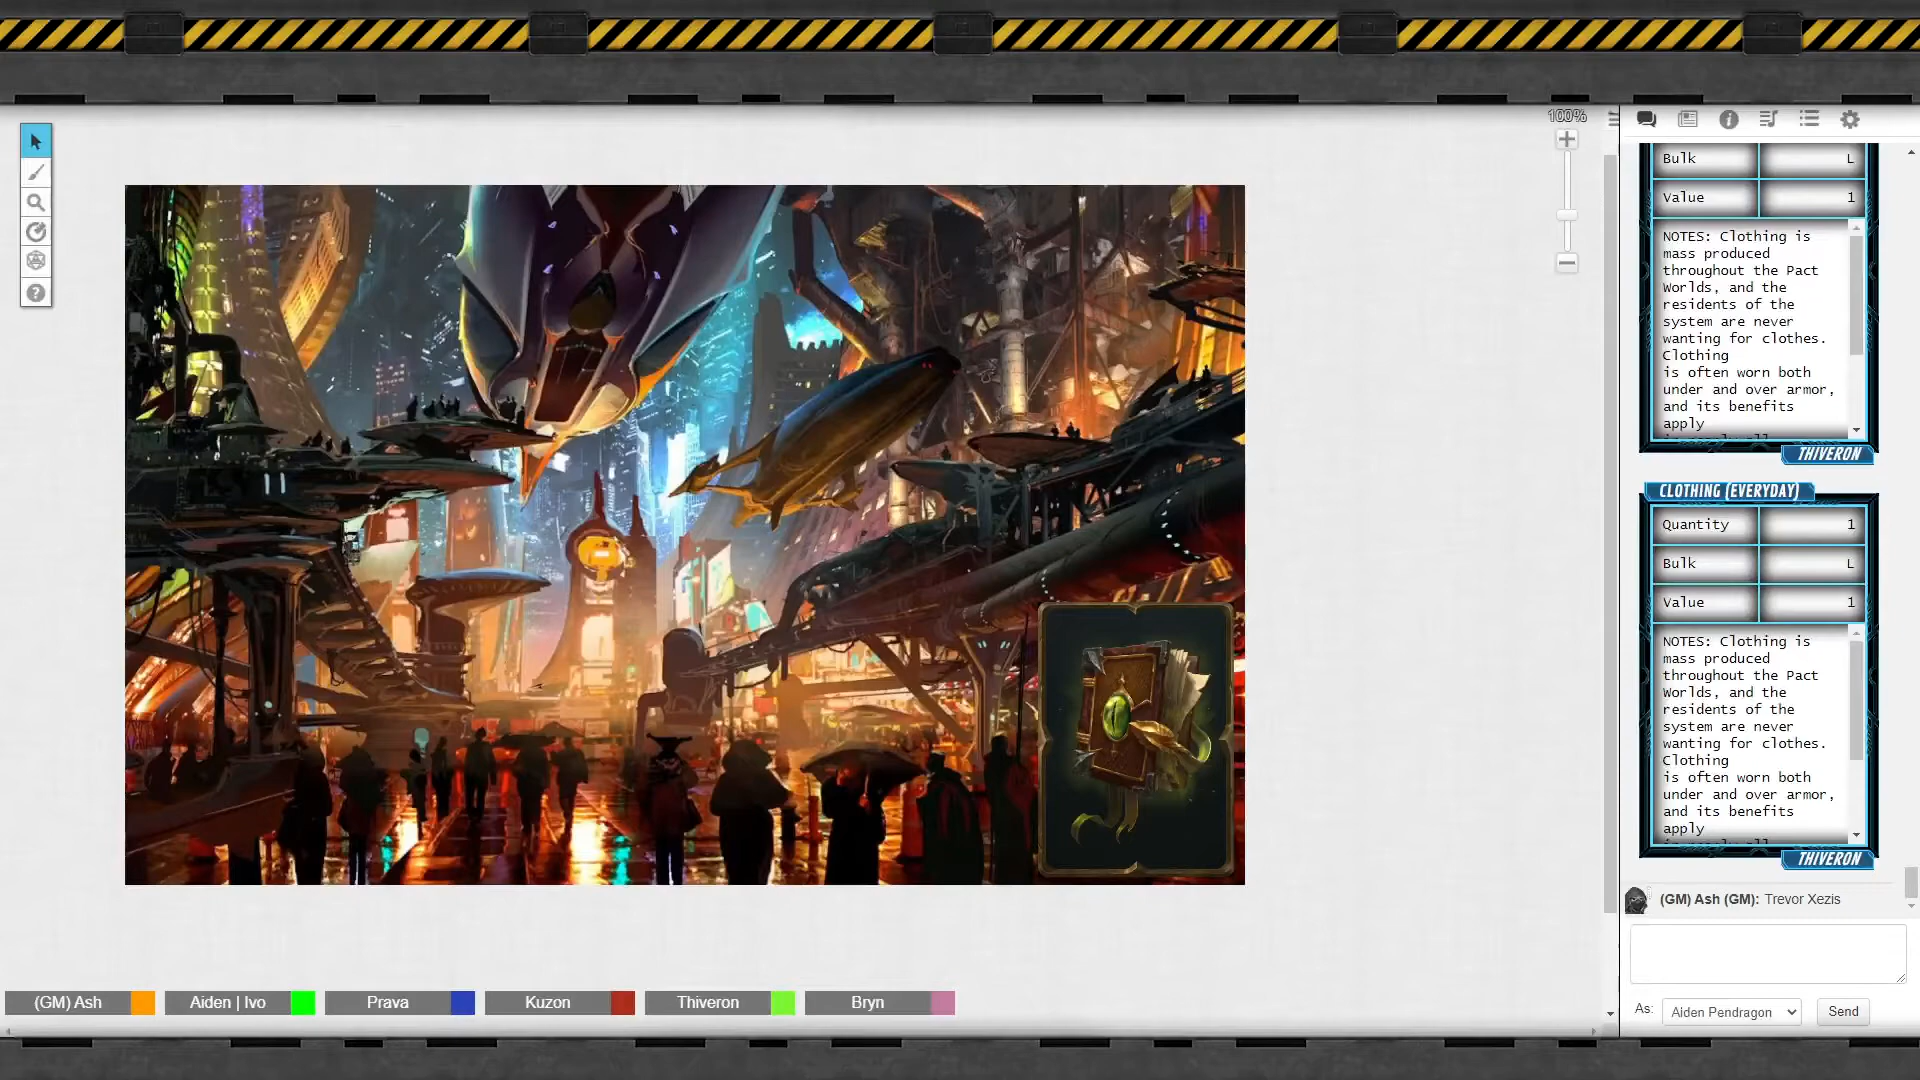 100%
Bulk L
Value 1
NOTES: Clothing is
mass produced
throughout the Pact
Worlds, and the
residents of the
system are never
wanting for clothes.
Clothing
is often worn both
under and over armor,
and its benefits
apply
THIVERON
CLOTHING (EVERYDAY)
Quantity 1
Bulk L
Value 1
NOTES: Clothing is
mass produced
throughout the Pact
Worlds, and the
residents of the
system are never
wanting for clothes.
Clothing
is often worn both
under and over armor,
and its benefits
apply
THIVERON
(GM) Ash (GM): Trevor Xezis
As: Aiden Pendragon Send
(GM) Ash Aiden | Ivo Prava Kuzon Thiveron Bryn